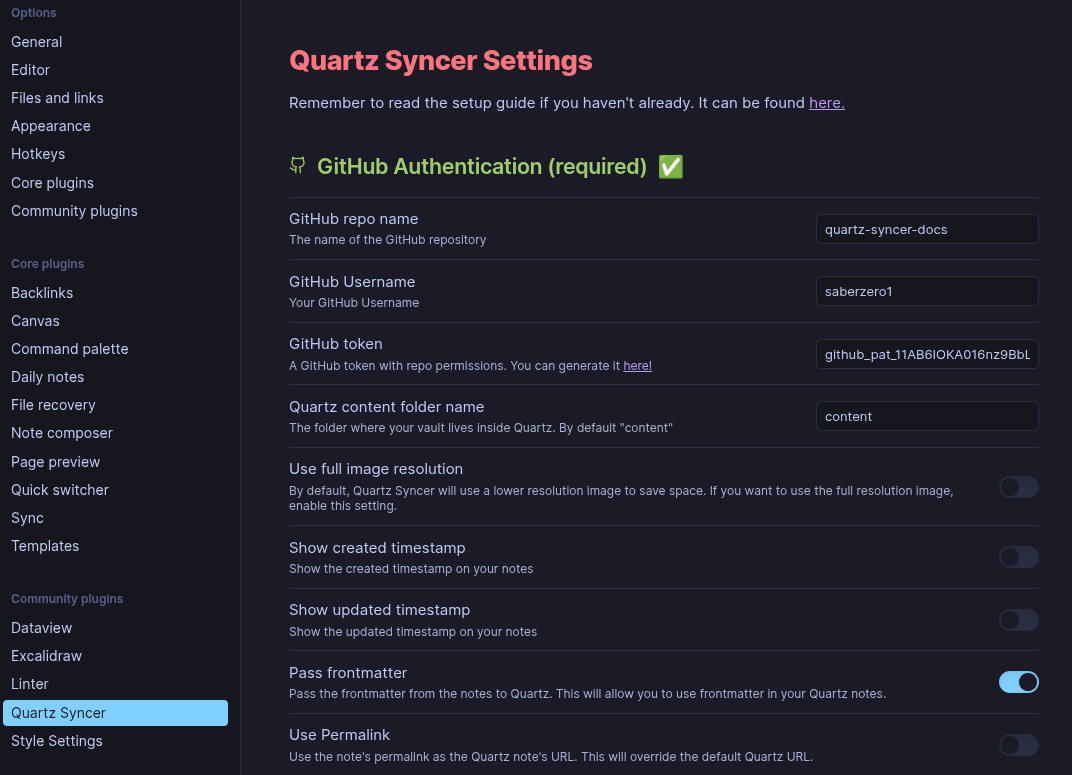 Options
General
Editor
Files and links
Appearance
Hotkeys
Core plugins
Community plugins
Core plugins
Backlinks
Canvas
Command palette
Daily notes
File recovery
Note composer
Page preview
Quick switcher
Sync
Templates
Community plugins
Dataview
Excalidraw
Linter
Quartz Syncer
Style Settings
Quartz Syncer Settings
Remember to read the setup guide if you haven't already. It can be found here.
GitHub Authentication (required) ✅
GitHub repo name
The name of the GitHub repository
quartz-syncer-docs
GitHub Username
Your GitHub Username
saberzero1
GitHub token
A GitHub token with repo permissions. You can generate it here!
Quartz content folder name
The folder where your vault lives inside Quartz. By default "content"
content
Use full image resolution
By default, Quartz Syncer will use a lower resolution image to save space. If you want to use the full resolution image,
enable this setting.
Show created timestamp
Show the created timestamp on your notes
Show updated timestamp
Show the updated timestamp on your notes
Pass frontmatter
Pass the frontmatter from the notes to Quartz. This will allow you to use frontmatter in your Quartz notes.
Use Permalink
Use the note's permalink as the Quartz note's URL. This will override the default Quartz URL.